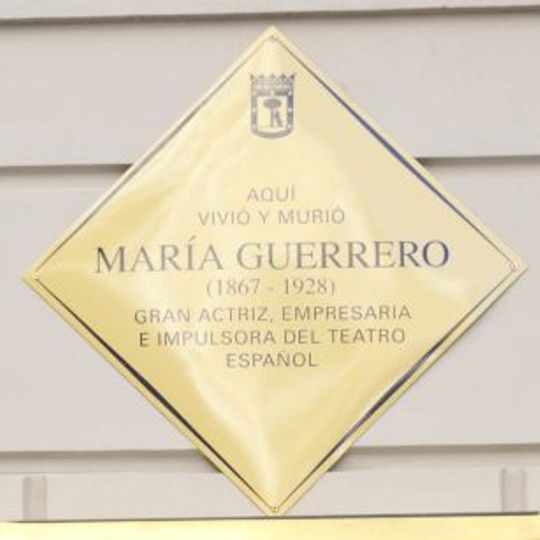 AQUÍ
VIVIÓ Y MURIÓ
MARÍA GUERRERO
(1867 - 1928)
GRAN ACTRIZ, EMPRESARIA
E IMPULSORA DEL TEATRO
ESPAÑOL